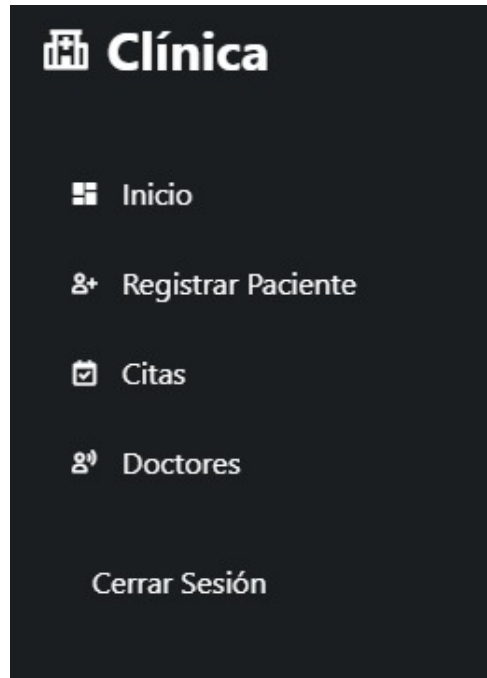 Clínica
Inicio
Registrar Paciente
Citas
Doctores
Cerrar Sesión